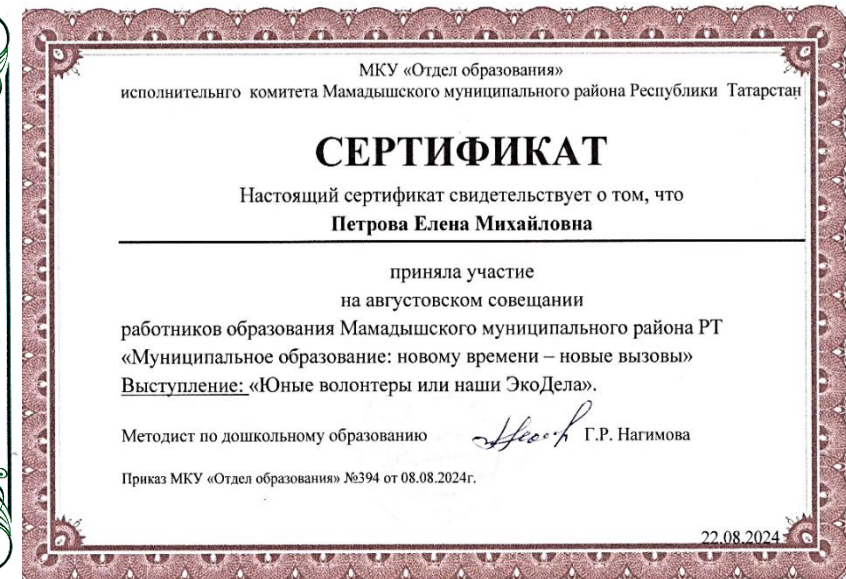 МКУ «Отдел образования»
исполнительнго комитета Мамадышского муниципального района Республики Татарстан
СЕРТИФИКАТ
Настоящий сертификат свидетельствует о том, что
Петрова Елена Михайловна
приняла участие
на августовском совещании
работников образования Мамадышского муниципального района РТ
«Муниципальное образование: новому времени – новые вызовы»
Выступление: «Юные волонтеры или наши ЭкоДела».
Методист по дошкольному образованию Г.Р. Нагимова
Приказ МКУ «Отдел образования» №394 от 08.08.2024г.
22.08.2024